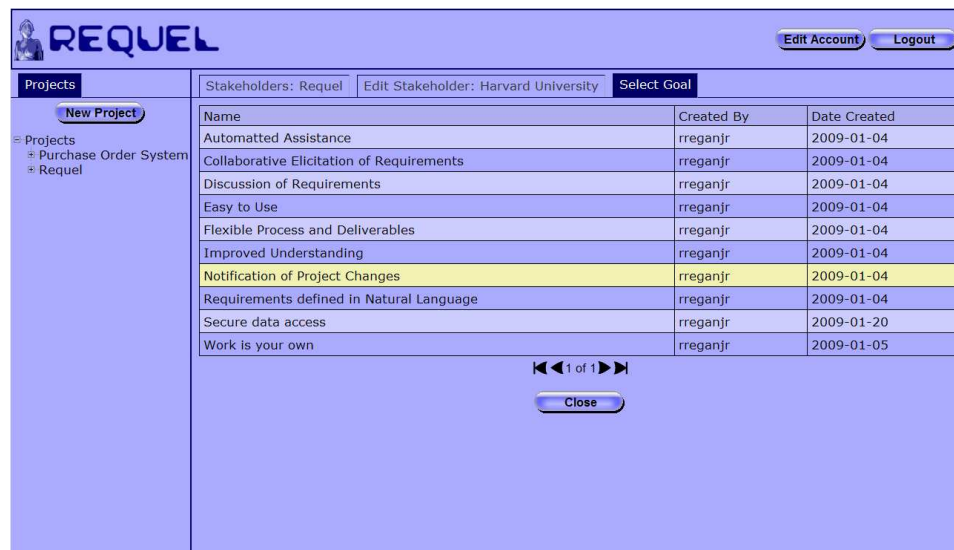 REQUEL
Edit Account
Logout
Projects
Stakeholders: Requel
Edit Stakeholder: Harvard University
Select Goal
New Project
Projects
Purchase Order System
Requel
Name Created By Date Created
Automatted Assistance rreganjr 2009-01-04
Collaborative Elicitation of Requirements rreganjr 2009-01-04
Discussion of Requirements rreganjr 2009-01-04
Easy to Use rreganjr 2009-01-04
Flexible Process and Deliverables rreganjr 2009-01-04
Improved Understanding rreganjr 2009-01-04
Notification of Project Changes rreganjr 2009-01-04
Requirements defined in Natural Language rreganjr 2009-01-04
Secure data access rreganjr 2009-01-20
Work is your own rreganjr 2009-01-05
1 of 1
Close